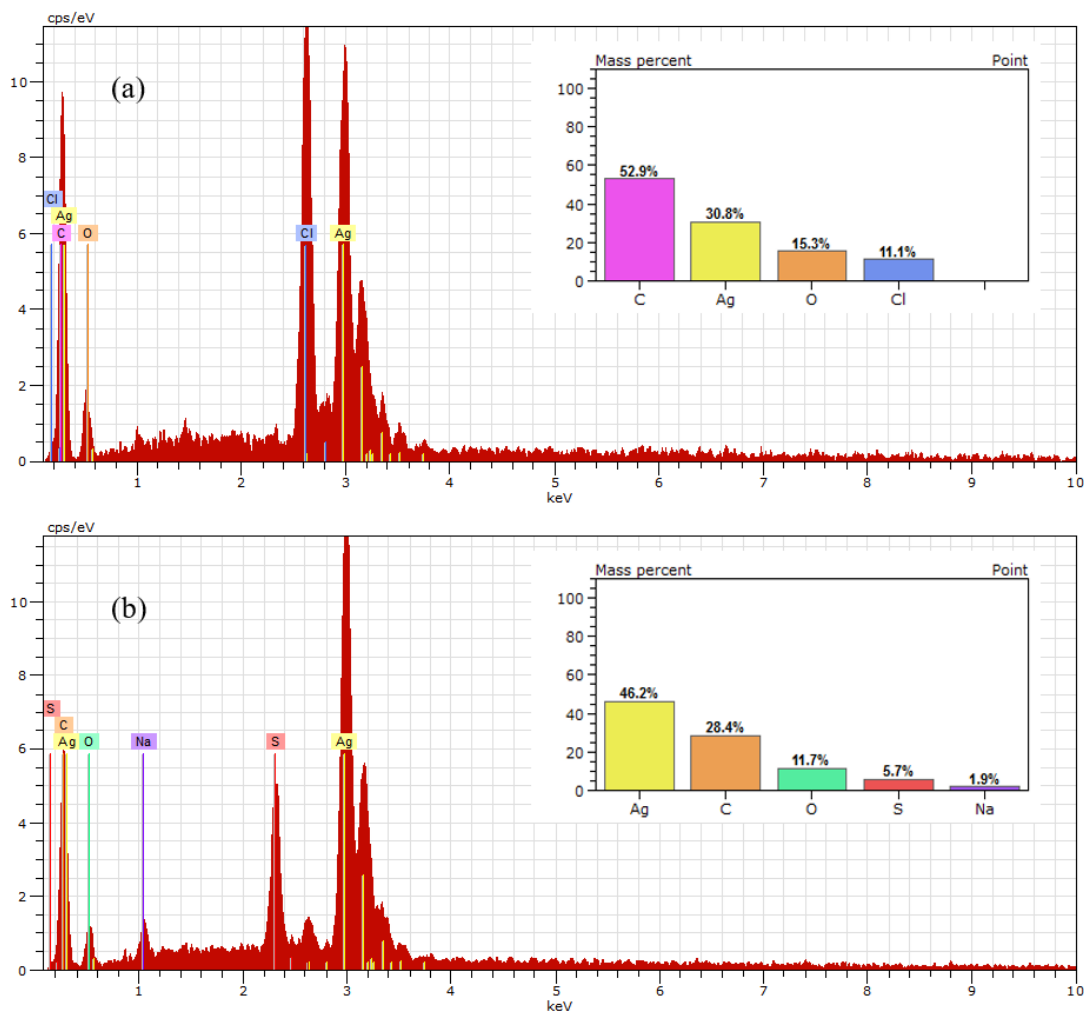 cps/eV
10
8
6
4
2
0
(a)
Cl
Ag
C
O
Cl
Ag
1 2 3 4 5 6 7 8 9 10
keV
Mass percent Point
100
80
60
40
20
0
52.9%
30.8%
15.3%
11.1%
C Ag O Cl
cps/eV
10
8
6
4
2
0
(b)
S
C
Ag O Na S Ag
1 2 3 4 5 6 7 8 9 10
keV
Mass percent Point
100
80
60
40
20
0
46.2%
28.4%
11.7%
5.7%
1.9%
Ag C O S Na